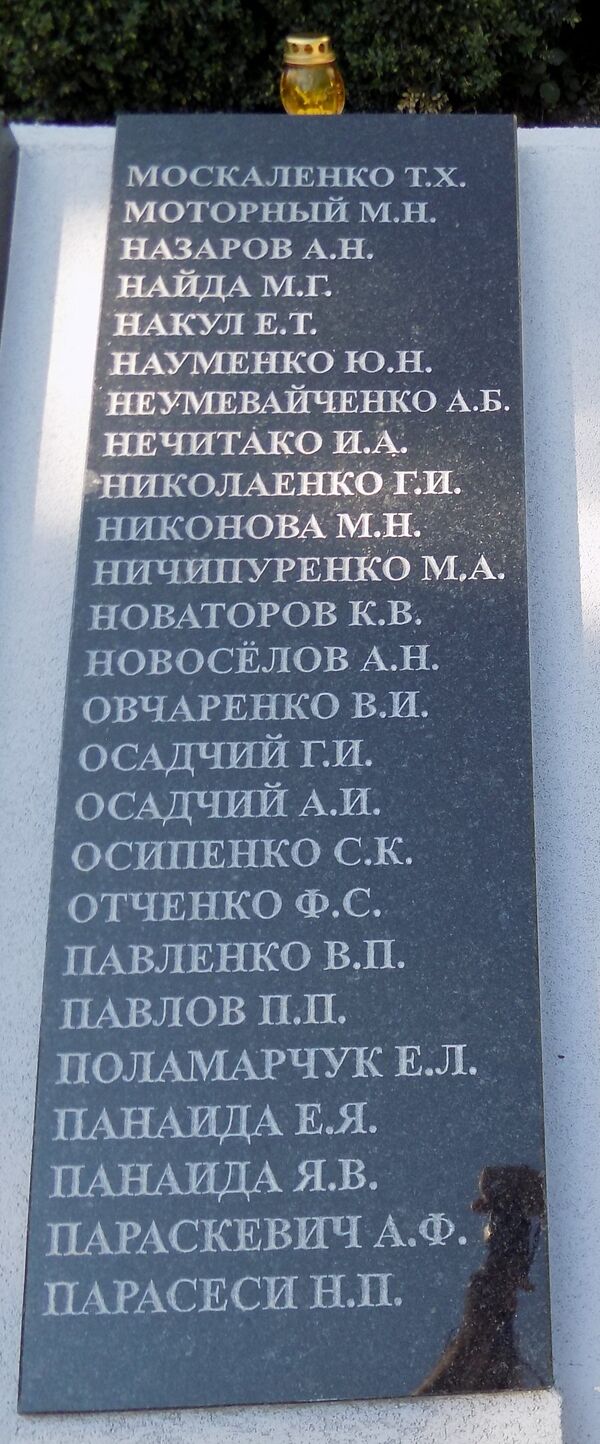 МОСКАЛЕНКО Т.Х.
МОТОРНЫЙ М.Н.
НАЗАРОВ А.Н.
НАЙДА М.Г.
НАКУЛ Е.Т.
НАУМЕНКО Ю.Н.
НЕУМЕВАЙЧЕНКО А.Б.
НЕЧИТАКО И.А.
НИКОЛАЕНКО Г.И.
НИКОНОВА М.Н.
НИЧИПУРЕНКО М.А.
НОВАТОРОВ К.В.
НОВОСЁЛОВ А.Н.
ОВЧАРЕНКО В.И.
ОСАДЧИЙ Г.И.
ОСАДЧИЙ А.И.
ОСИПЕНКО С.К.
ОТЧЕНКО Ф.С.
ПАВЛЕНКО В.П.
ПАВЛОВ П.П.
ПОЛАМАРЧУК Е.Л.
ПАНАИДА Е.Я.
ПАНАИДА Я.В.
ПАРАСКЕВИЧ А.Ф.
ПАРАСЕСИ Н.П.